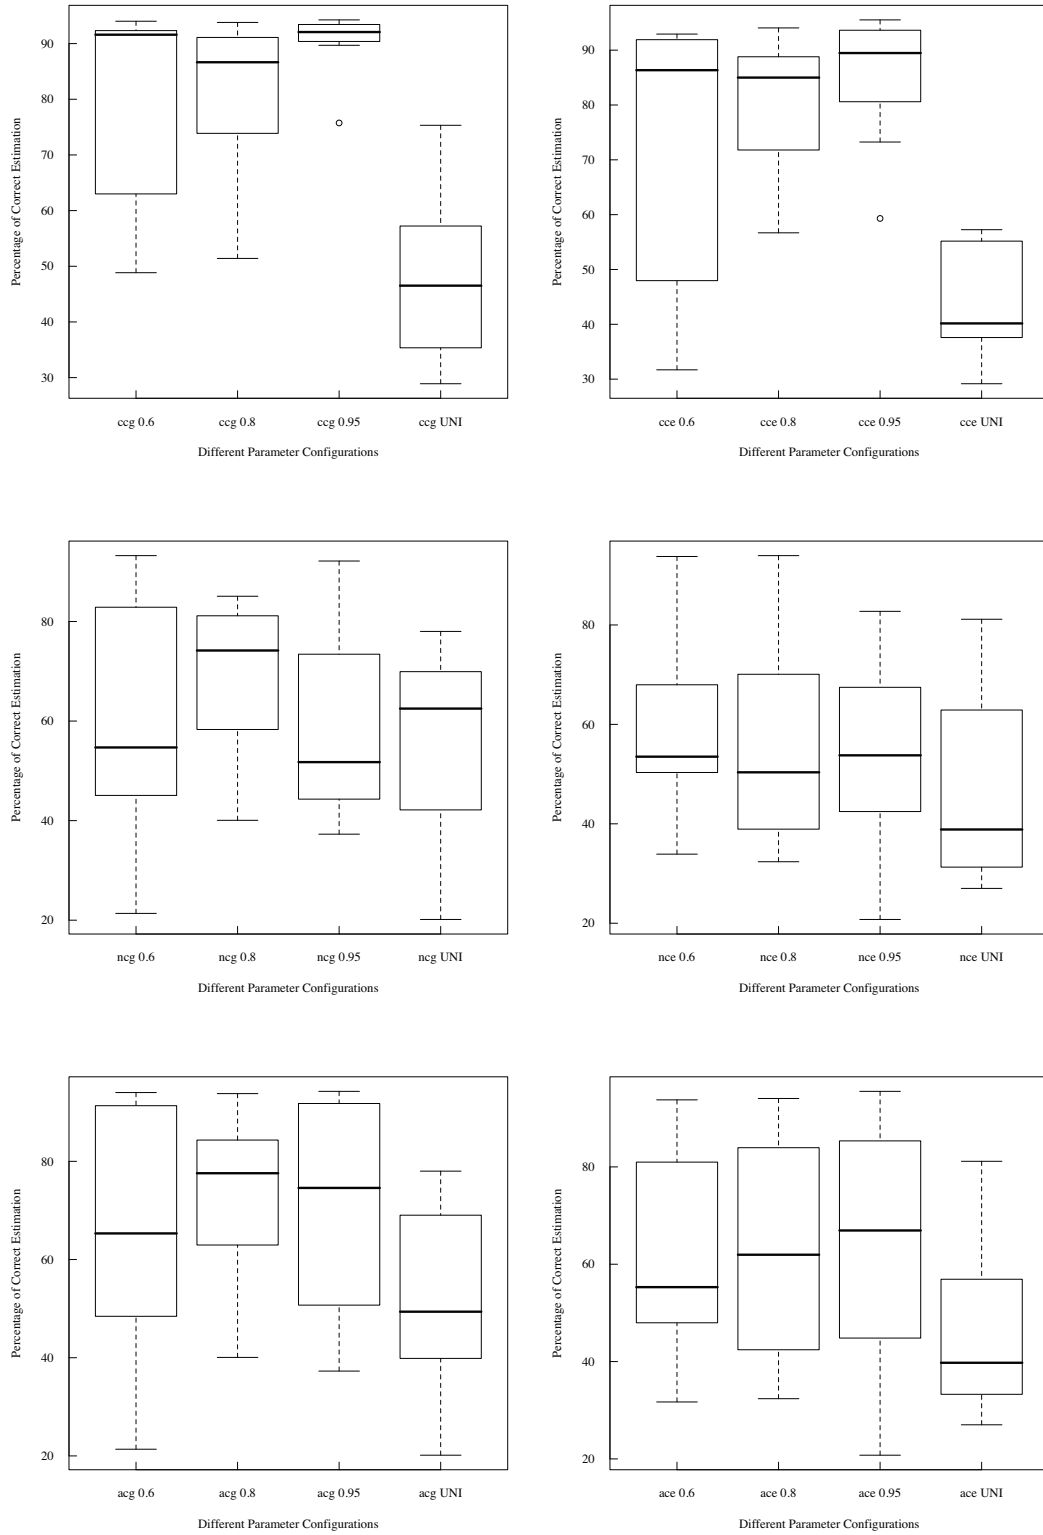 Percentage of Correct Estimation
90
80
70
60
50
40
30
ccg 0.6 ccg 0.8 ccg 0.95 ccg UNI
Different Parameter Configurations
Percentage of Correct Estimation
90
80
70
60
50
40
30
cce 0.6 cce 0.8 cce 0.95 cce UNI
Different Parameter Configurations
Percentage of Correct Estimation
80
60
40
20
ncg 0.6 ncg 0.8 ncg 0.95 ncg UNI
Different Parameter Configurations
Percentage of Correct Estimation
80
60
40
20
nce 0.6 nce 0.8 nce 0.95 nce UNI
Different Parameter Configurations
Percentage of Correct Estimation
80
60
40
20
acg 0.6 acg 0.8 acg 0.95 acg UNI
Different Parameter Configurations
Percentage of Correct Estimation
80
60
40
20
ace 0.6 ace 0.8 ace 0.95 ace UNI
Different Parameter Configurations